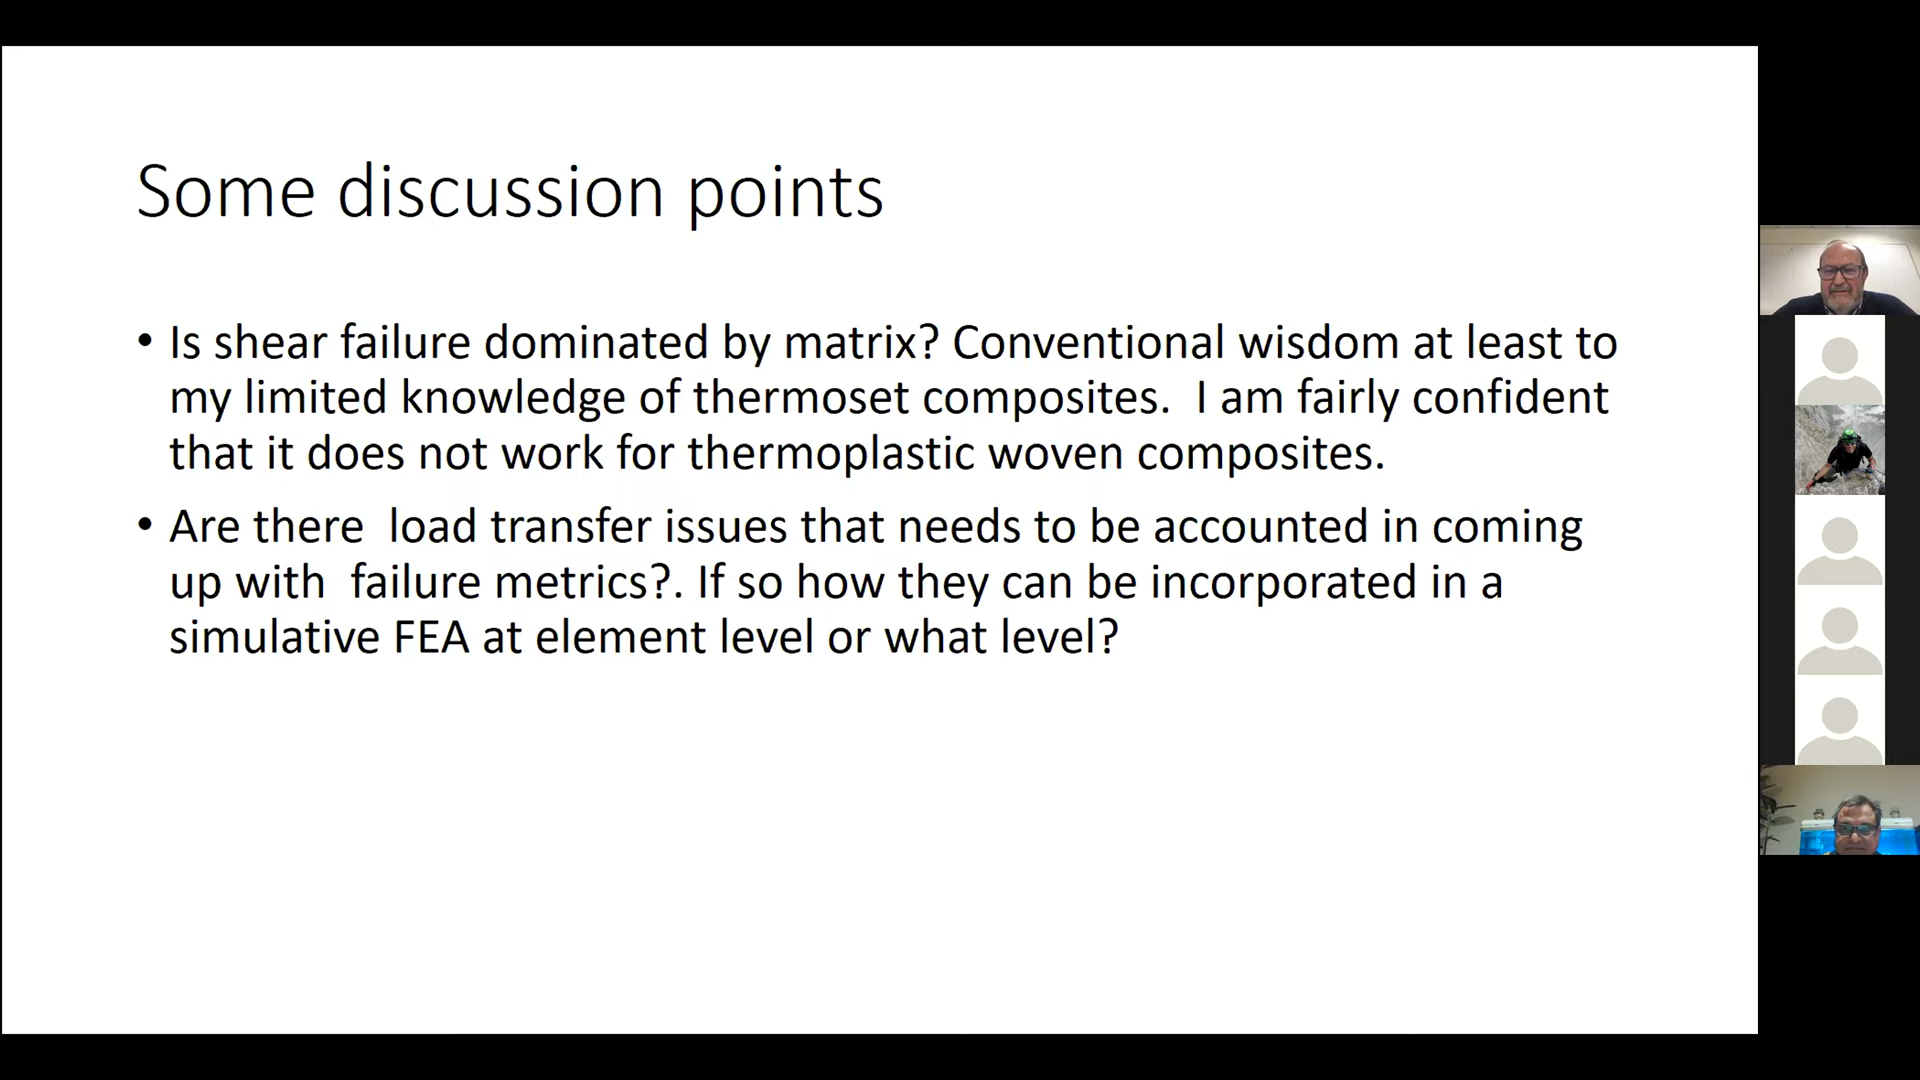 Some discussion points
• Is shear failure dominated by matrix? Conventional wisdom at least to
my limited knowledge of thermoset composites.  I am fairly confident
that it does not work for thermoplastic woven composites.
• Are there  load transfer issues that needs to be accounted in coming
up with  failure metrics?. If so how they can be incorporated in a
simulative FEA at element level or what level?